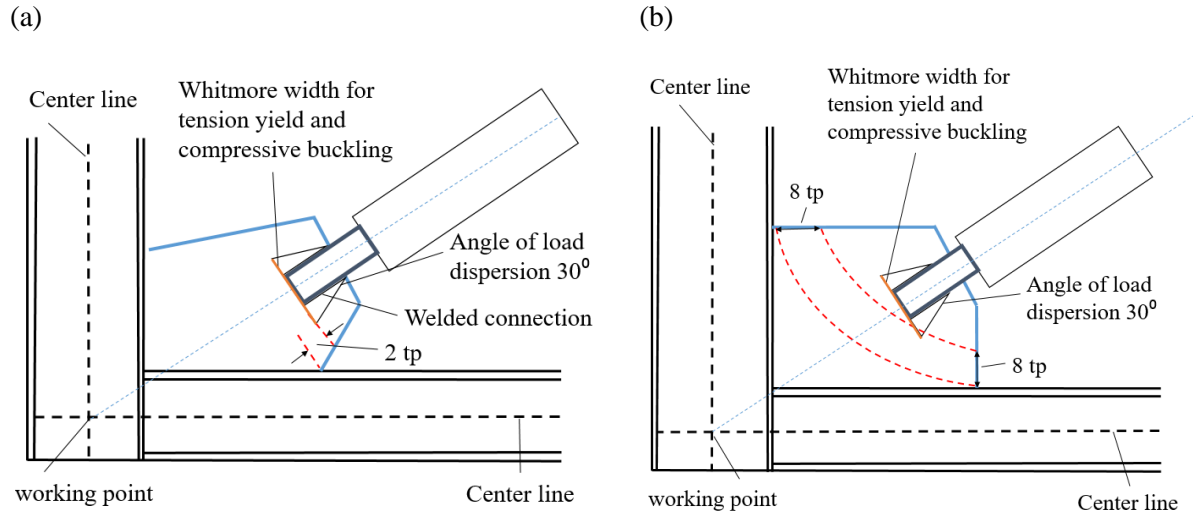 (a)
Center line
Whitmore width for
tension yield and
compressive buckling
Angle of load
dispersion 30⁰
Welded connection
2 tp
working point
Center line
(b)
Center line
Whitmore width for
tension yield and
compressive buckling
8 tp
Angle of load
dispersion 30⁰
8 tp
working point
Center line